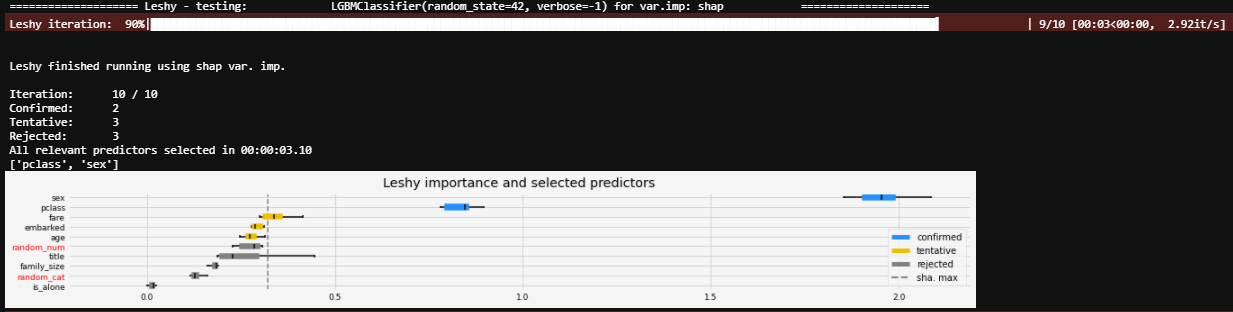 ==================== Leshy - testing: LGBMClassifier(random_state=42, verbose=-1) for var.imp: shap ====================
Leshy iteration: 90%| | 9/10 [00:03<00:00, 2.92it/s]
Leshy finished running using shap var. imp.
Iteration: 10 / 10
Confirmed: 2
Tentative: 3
Rejected: 3
All relevant predictors selected in 00:00:03.10
['pclass', 'sex']
Leshy importance and selected predictors
sex
pclass
fare
embarked
age
random_num
title
family_size
random_cat
is_alone
confirmed
tentative
rejected
sha. max
0.0 0.5 1.0 1.5 2.0